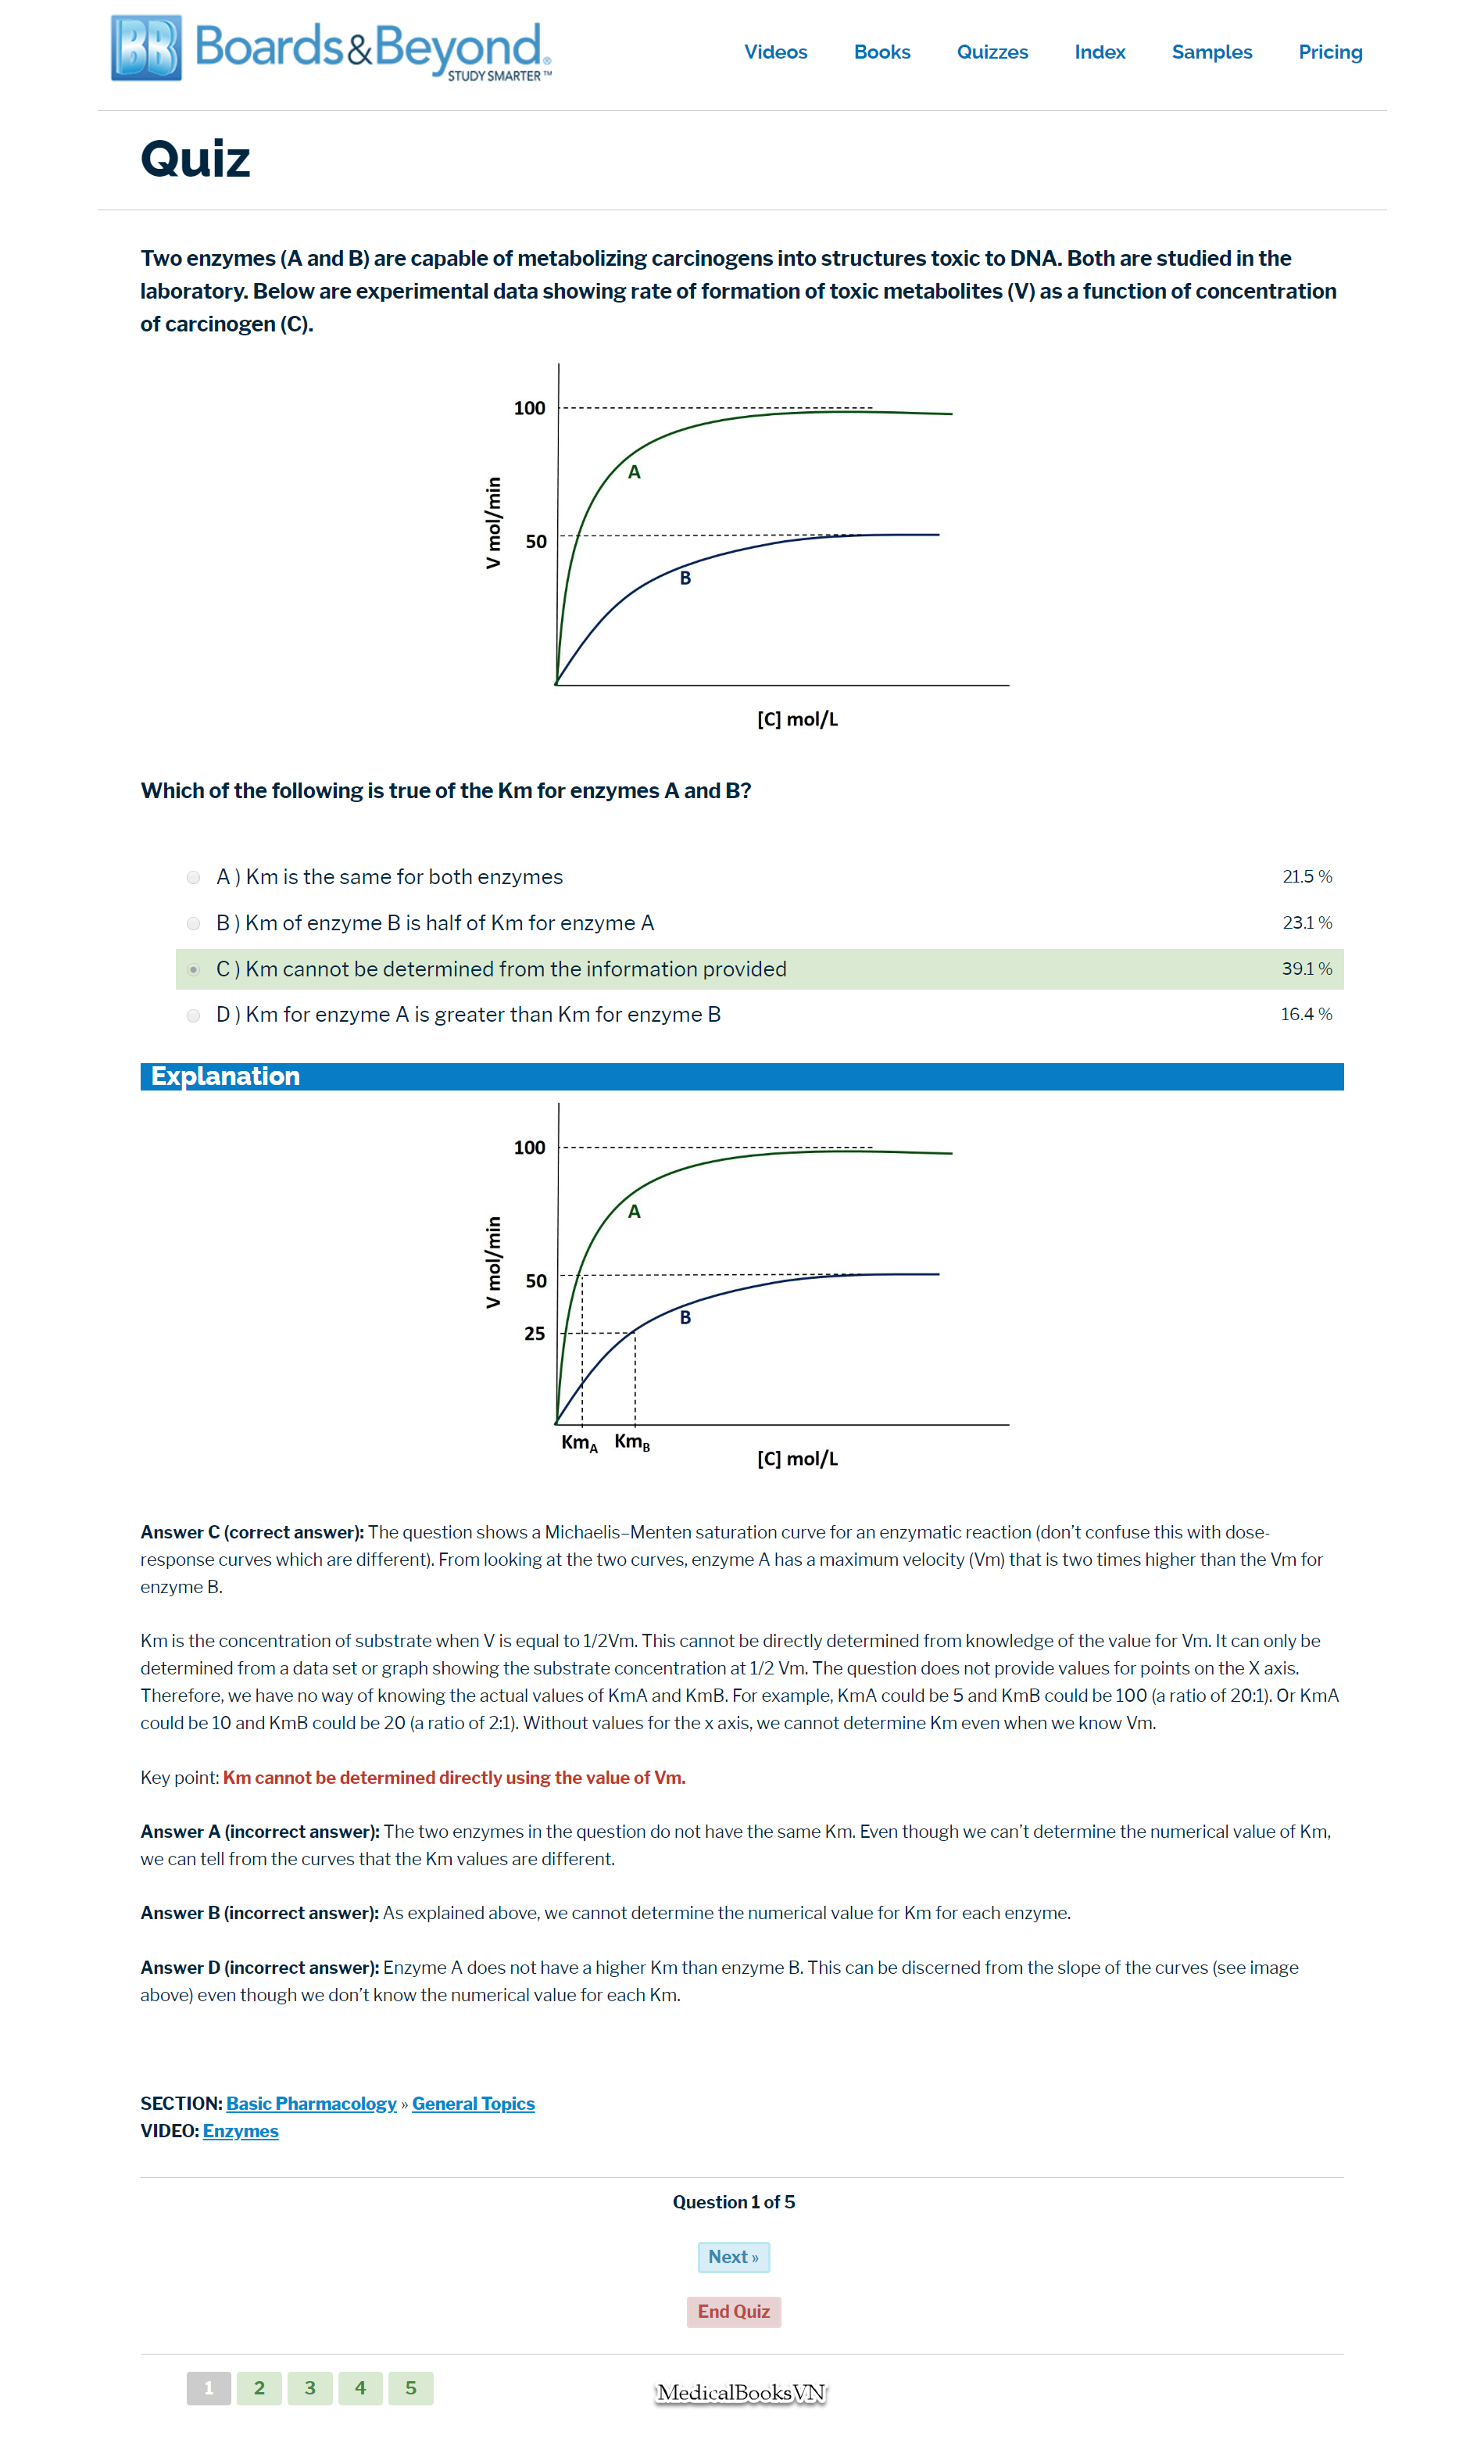 BB Boards&Beyond®
STUDY SMARTER™
Videos Books Quizzes Index Samples Pricing
Quiz
Two enzymes (A and B) are capable of metabolizing carcinogens into structures toxic to DNA. Both are studied in the
laboratory. Below are experimental data showing rate of formation of toxic metabolites (V) as a function of concentration
of carcinogen (C).
100
A
V mol/min
50
B
[C] mol/L
Which of the following is true of the Km for enzymes A and B?
A ) Km is the same for both enzymes 21.5 %
B ) Km of enzyme B is half of Km for enzyme A 23.1 %
C ) Km cannot be determined from the information provided 39.1 %
D ) Km for enzyme A is greater than Km for enzyme B 16.4 %
Explanation
100
A
V mol/min
50
B
25
KmA KmB
[C] mol/L
Answer C (correct answer): The question shows a Michaelis–Menten saturation curve for an enzymatic reaction (don’t confuse this with dose-
response curves which are different). From looking at the two curves, enzyme A has a maximum velocity (Vm) that is two times higher than the Vm for
enzyme B.
Km is the concentration of substrate when V is equal to 1/2Vm. This cannot be directly determined from knowledge of the value for Vm. It can only be
determined from a data set or graph showing the substrate concentration at 1/2 Vm. The question does not provide values for points on the X axis.
Therefore, we have no way of knowing the actual values of KmA and KmB. For example, KmA could be 5 and KmB could be 100 (a ratio of 20:1). Or KmA
could be 10 and KmB could be 20 (a ratio of 2:1). Without values for the x axis, we cannot determine Km even when we know Vm.
Key point: Km cannot be determined directly using the value of Vm.
Answer A (incorrect answer): The two enzymes in the question do not have the same Km. Even though we can’t determine the numerical value of Km,
we can tell from the curves that the Km values are different.
Answer B (incorrect answer): As explained above, we cannot determine the numerical value for Km for each enzyme.
Answer D (incorrect answer): Enzyme A does not have a higher Km than enzyme B. This can be discerned from the slope of the curves (see image
above) even though we don’t know the numerical value for each Km.
SECTION: Basic Pharmacology » General Topics
VIDEO: Enzymes
Question 1 of 5
Next »
End Quiz
1 2 3 4 5
MedicalBooksVN